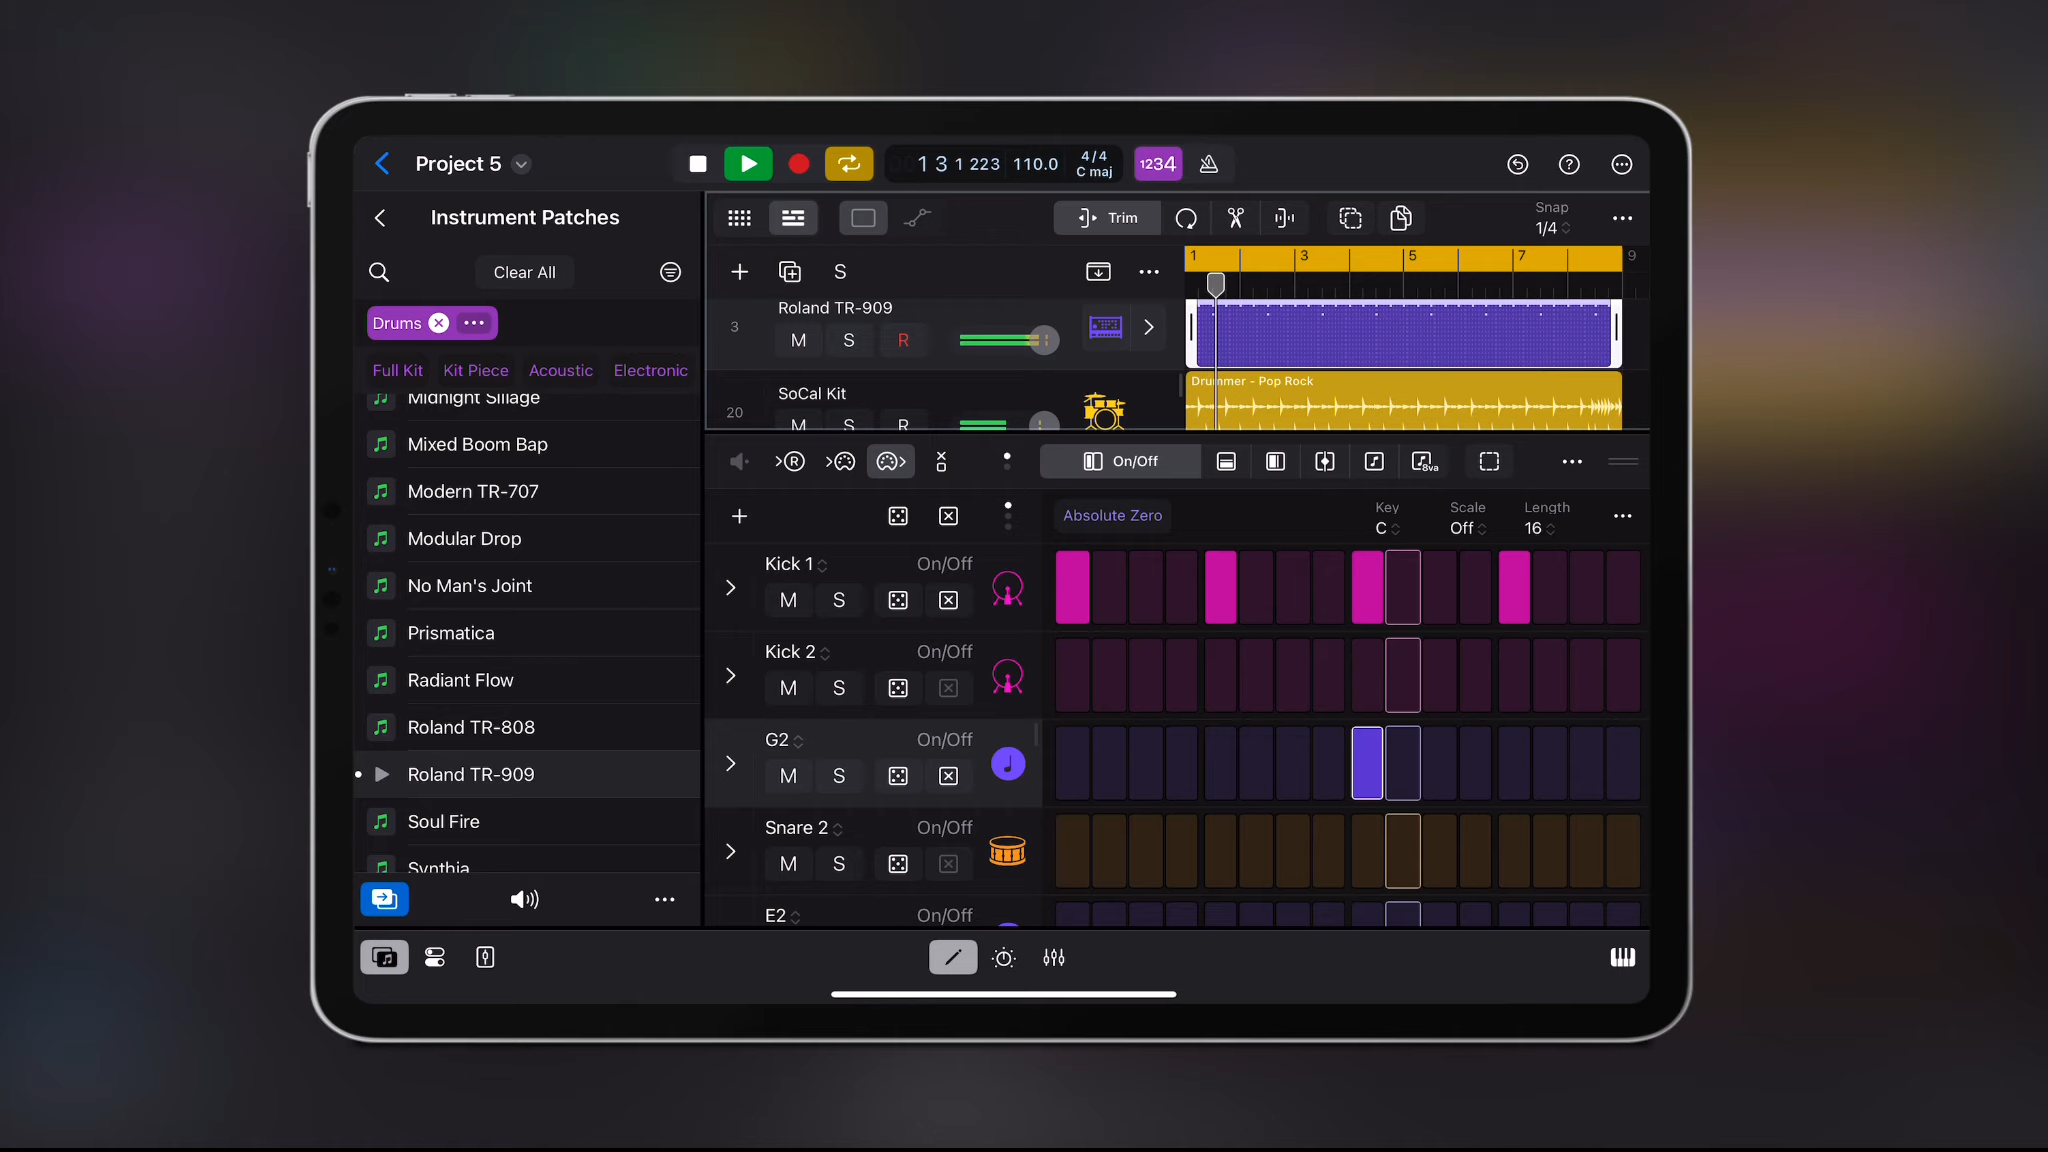 Project 5
1 3 1 223
110.0
4/4
C maj
1234
Instrument Patches
Clear All
Drums
Full Kit
Kit Piece
Acoustic
Electronic
Midnight Sillage
Mixed Boom Bap
Modern TR-707
Modular Drop
No Man's Joint
Prismatica
Radiant Flow
Roland TR-808
Roland TR-909
Soul Fire
Synthia
Trim
Snap
1/4
S
1
3
5
7
9
Roland TR-909
3
M
S
R
SoCal Kit
20
M
S
R
Drummer - Pop Rock
R
On/Off
8va
Absolute Zero
Key
C
Scale
Off
Length
16
Kick 1
On/Off
M
S
Kick 2
On/Off
M
S
G2
On/Off
M
S
Snare 2
On/Off
M
S
E2
On/Off